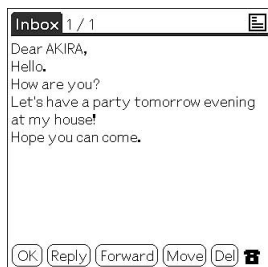 Inbox 1 / 1
Dear AKIRA,
Hello.
How are you?
Let's have a party tomorrow evening
at my house!
Hope you can come.
OK Reply Forward Move Del